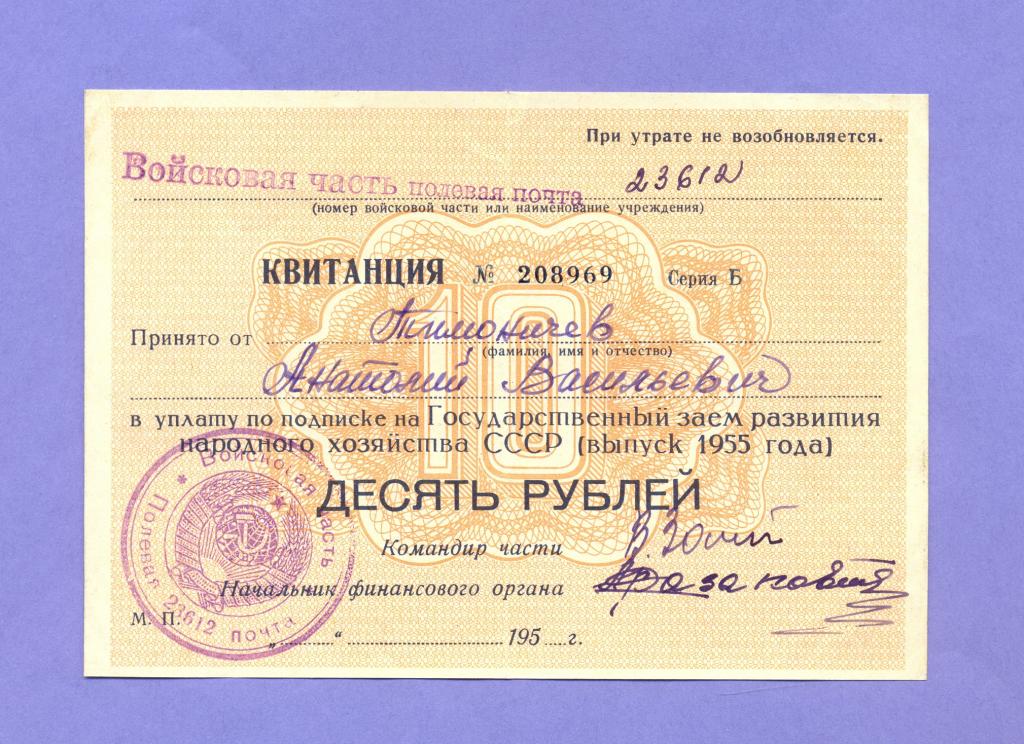 При утрате не возобновляется.
Войсковая часть полевая почта 23612
(номер войсковой части или наименование учреждения)
КВИТАНЦИЯ № 208969 Серия Б
10
Принято от Тимоничев
(фамилия, имя и отчество)
Анатолий Васильевич
в уплату по подписке на Государственный заем развития
народного хозяйства СССР (выпуск 1955 года)
ДЕСЯТЬ РУБЛЕЙ
Командир части
Начальник финансового органа
М. П.
„........“ ........................ 195....г.
* Войсковая часть *
Полевая почта
23612